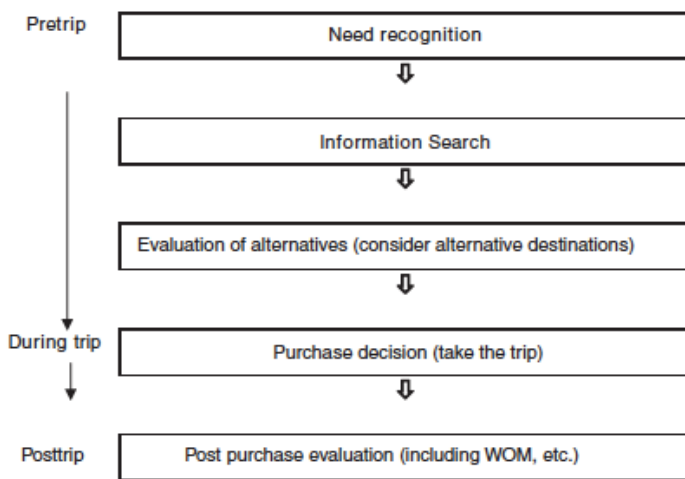 Pretrip
Need recognition
Information Search
Evaluation of alternatives (consider alternative destinations)
During trip
Purchase decision (take the trip)
Posttrip
Post purchase evaluation (including WOM, etc.)